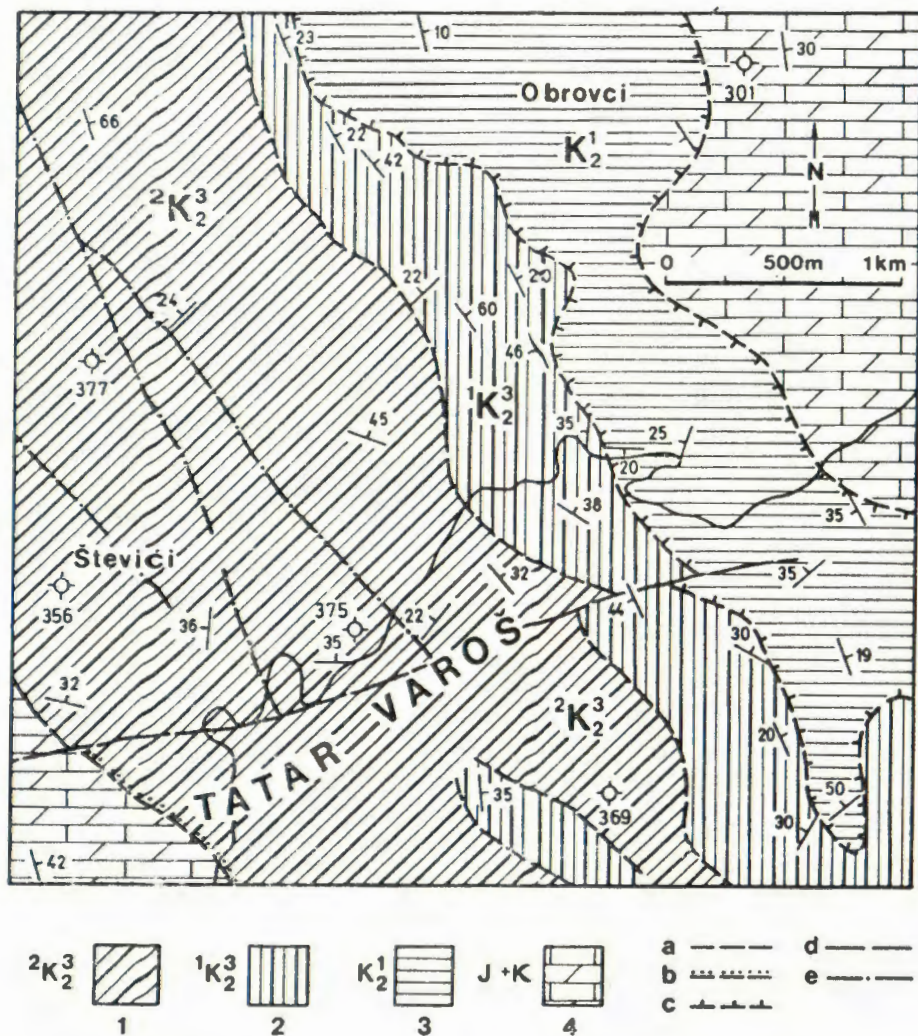 23
10
30
301
Obrovci
66
22
42
K₂¹
N
M
²K₂³
0 500m 1km
22
20
24
60
377
46
¹K₂³
45
35
25
20
38
35
Števići
32
35
356
375
44
36
35
22
30
19
TATAR VAROŠ
32
²K₂³
20
35
369
50
30
42
²K₂³ ¹K₂³ K₂¹ J+K
1 2 3 4
a d
b e
c